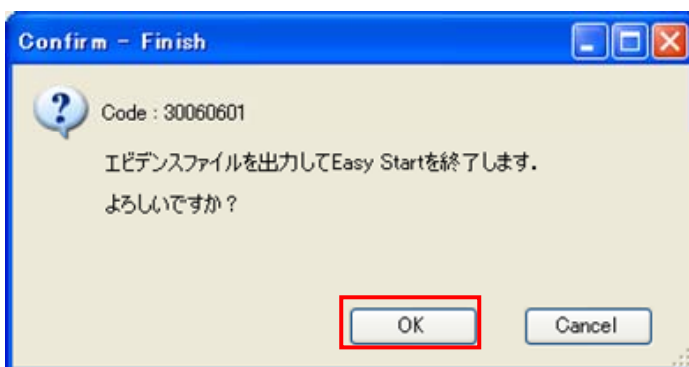 Confirm - Finish
Code : 30060601
エビデンスファイルを出力してEasy Startを終了します.
よろしいですか？
OK
Cancel